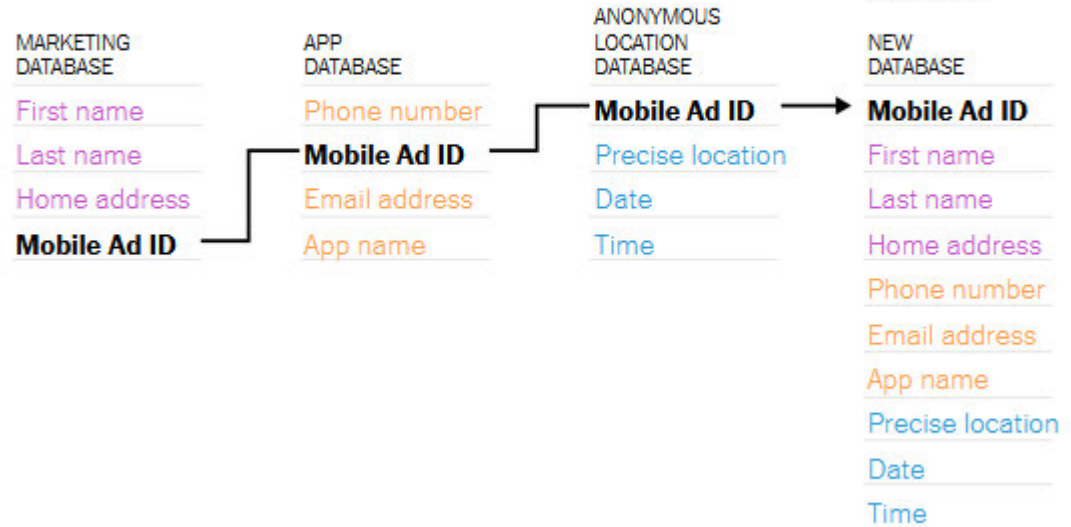 MARKETING
DATABASE
First name
Last name
Home address
Mobile Ad ID
APP
DATABASE
Phone number
Mobile Ad ID
Email address
App name
ANONYMOUS
LOCATION
DATABASE
Mobile Ad ID
Precise location
Date
Time
NEW
DATABASE
Mobile Ad ID
First name
Last name
Home address
Phone number
Email address
App name
Precise location
Date
Time